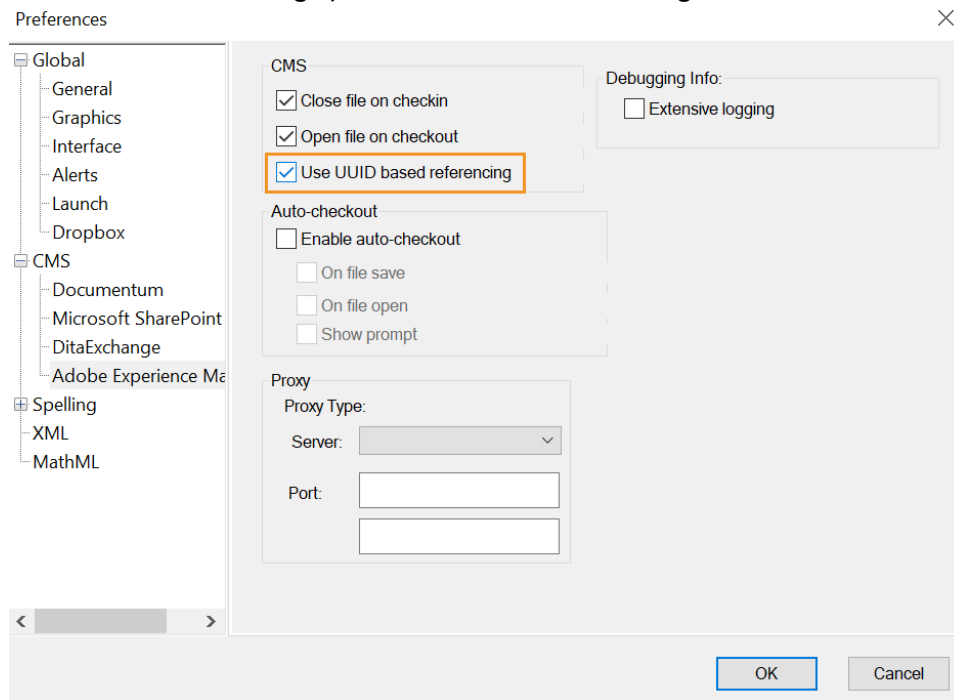 Preferences
Global
General
Graphics
Interface
Alerts
Launch
Dropbox
CMS
Documentum
Microsoft SharePoint
DitaExchange
Adobe Experience Ma
Spelling
XML
MathML
CMS
Close file on checkin
Open file on checkout
Use UUID based referencing
Auto-checkout
Enable auto-checkout
On file save
On file open
Show prompt
Proxy
Proxy Type:
Server:
Port:
Debugging Info:
Extensive logging
OK
Cancel